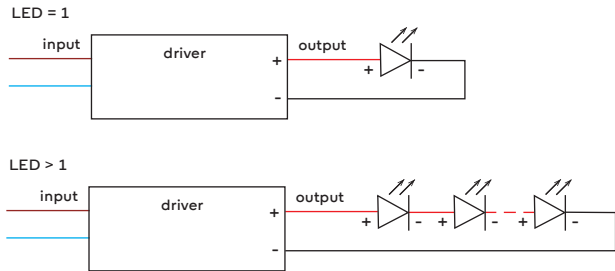 LED = 1
input
driver
output
+
-
+
-
LED > 1
input
driver
output
+
-
+
-
+
-
+
-